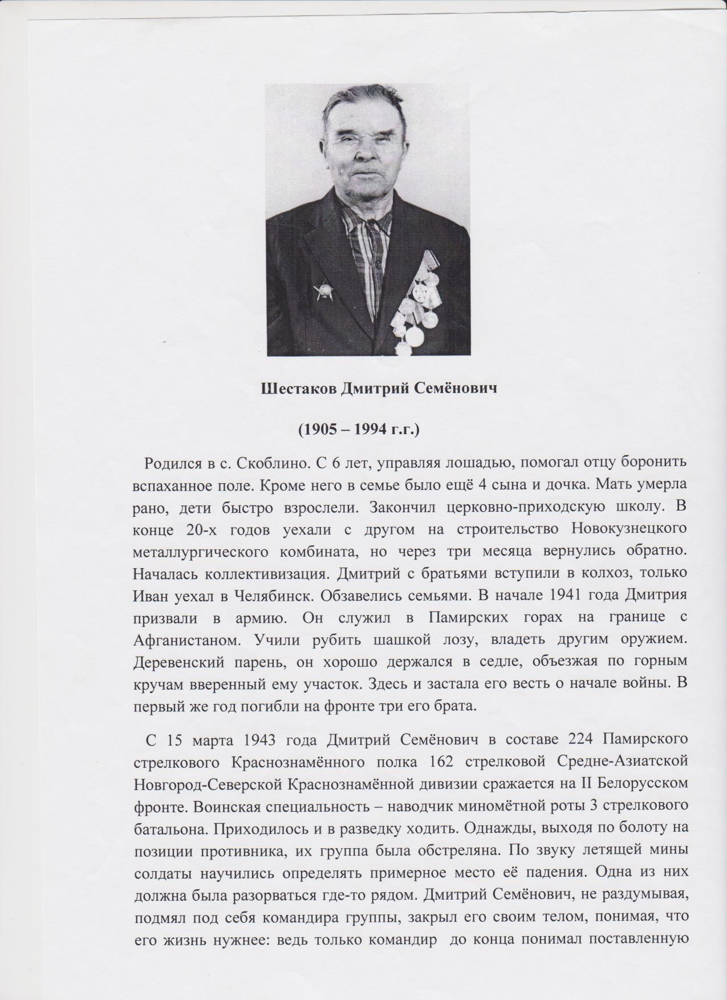 Шестаков Дмитрий Семёнович
(1905 – 1994 г.г.)
Родился в с. Скоблино. С 6 лет, управляя лошадью, помогал отцу боронить
вспаханное поле. Кроме него в семье было ещё 4 сына и дочка. Мать умерла
рано, дети быстро взрослели. Закончил церковно-приходскую школу. В
конце 20-х годов уехали с другом на строительство Новокузнецкого
металлургического комбината, но через три месяца вернулись обратно.
Началась коллективизация. Дмитрий с братьями вступили в колхоз, только
Иван уехал в Челябинск. Обзавелись семьями. В начале 1941 года Дмитрия
призвали в армию. Он служил в Памирских горах на границе с
Афганистаном. Учили рубить шашкой лозу, владеть другим оружием.
Деревенский парень, он хорошо держался в седле, объезжая по горным
кручам вверенный ему участок. Здесь и застала его весть о начале войны. В
первый же год погибли на фронте три его брата.
С 15 марта 1943 года Дмитрий Семёнович в составе 224 Памирского
стрелкового Краснознамённого полка 162 стрелковой Средне-Азиатской
Новгород-Северской Краснознамённой дивизии сражается на II Белорусском
фронте. Воинская специальность – наводчик миномётной роты 3 стрелкового
батальона. Приходилось и в разведку ходить. Однажды, выходя по болоту на
позиции противника, их группа была обстреляна. По звуку летящей мины
солдаты научились определять примерное место её падения. Одна из них
должна была разорваться где-то рядом. Дмитрий Семёнович, не раздумывая,
подмял под себя командира группы, закрыл его своим телом, понимая, что
его жизнь нужнее: ведь только командир до конца понимал поставленную